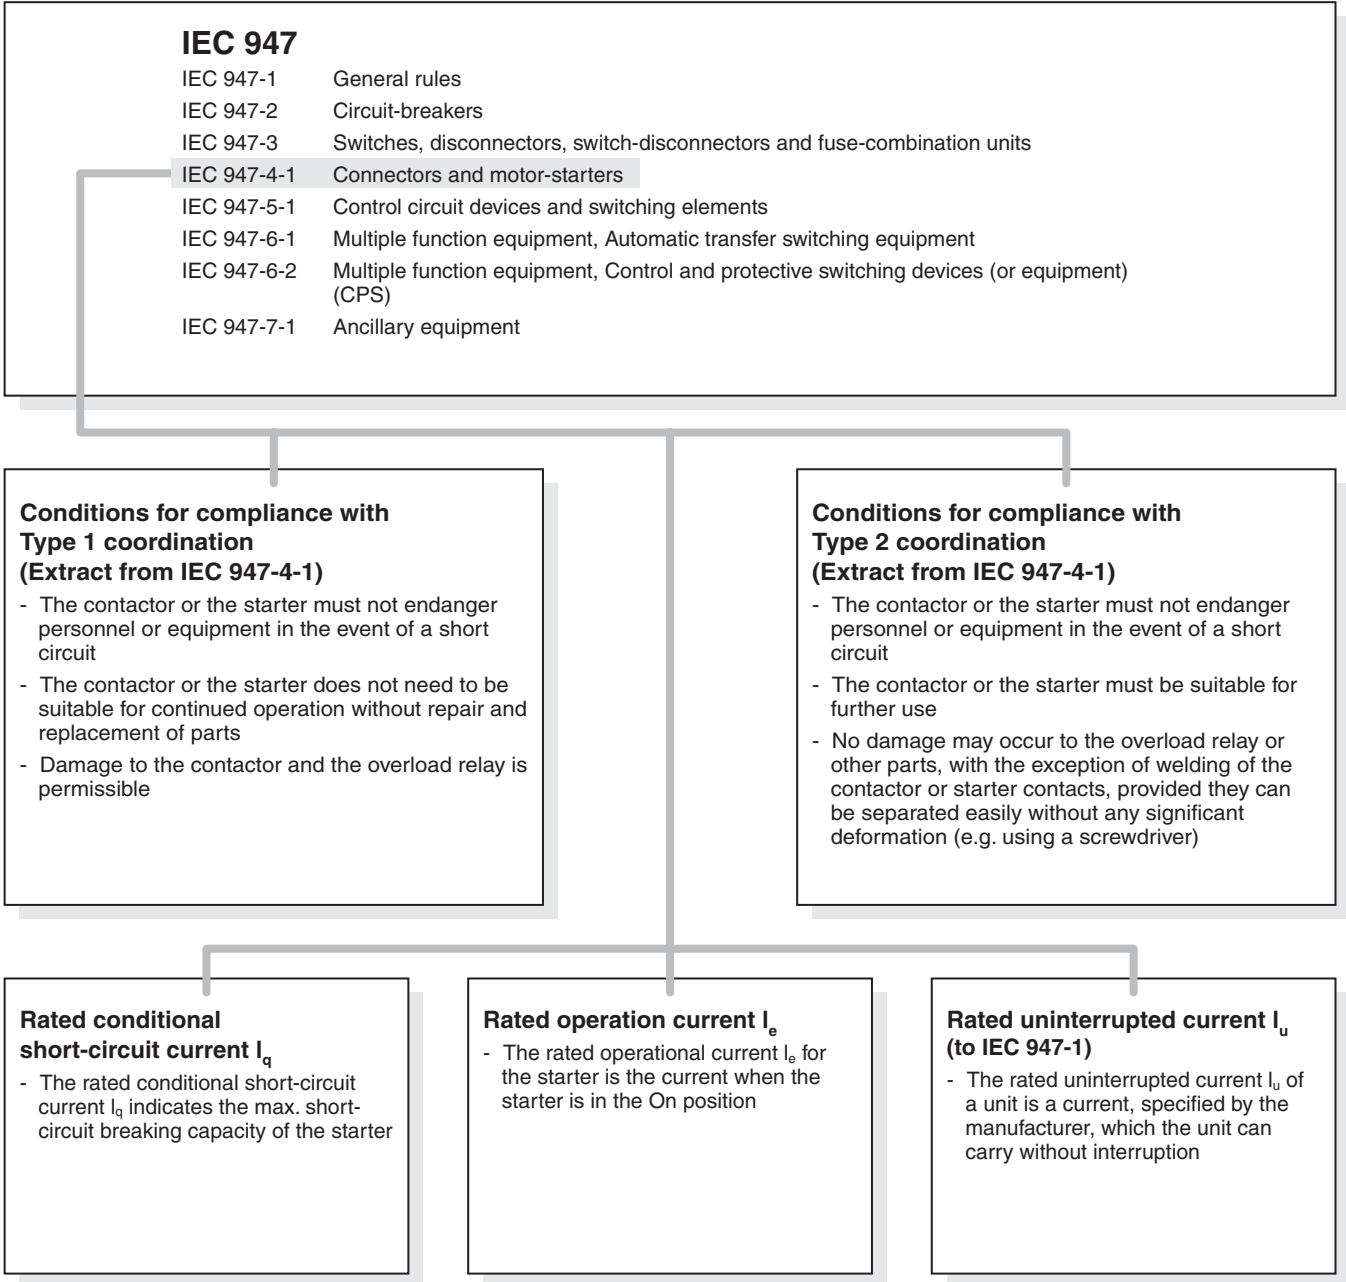 IEC 947
IEC 947-1 General rules
IEC 947-2 Circuit-breakers
IEC 947-3 Switches, disconnectors, switch-disconnectors and fuse-combination units
IEC 947-4-1 Connectors and motor-starters
IEC 947-5-1 Control circuit devices and switching elements
IEC 947-6-1 Multiple function equipment, Automatic transfer switching equipment
IEC 947-6-2 Multiple function equipment, Control and protective switching devices (or equipment)
(CPS)
IEC 947-7-1 Ancillary equipment
Conditions for compliance with
Type 1 coordination
(Extract from IEC 947-4-1)
- The contactor or the starter must not endanger
personnel or equipment in the event of a short
circuit
- The contactor or the starter does not need to be
suitable for continued operation without repair and
replacement of parts
- Damage to the contactor and the overload relay is
permissible
Conditions for compliance with
Type 2 coordination
(Extract from IEC 947-4-1)
- The contactor or the starter must not endanger
personnel or equipment in the event of a short
circuit
- The contactor or the starter must be suitable for
further use
- No damage may occur to the overload relay or
other parts, with the exception of welding of the
contactor or starter contacts, provided they can
be separated easily without any significant
deformation (e.g. using a screwdriver)
Rated conditional
short-circuit current Iq
- The rated conditional short-circuit
current Iq indicates the max. short-
circuit breaking capacity of the starter
Rated operation current Ie
- The rated operational current Ie for
the starter is the current when the
starter is in the On position
Rated uninterrupted current Iu
(to IEC 947-1)
- The rated uninterrupted current Iu of
a unit is a current, specified by the
manufacturer, which the unit can
carry without interruption